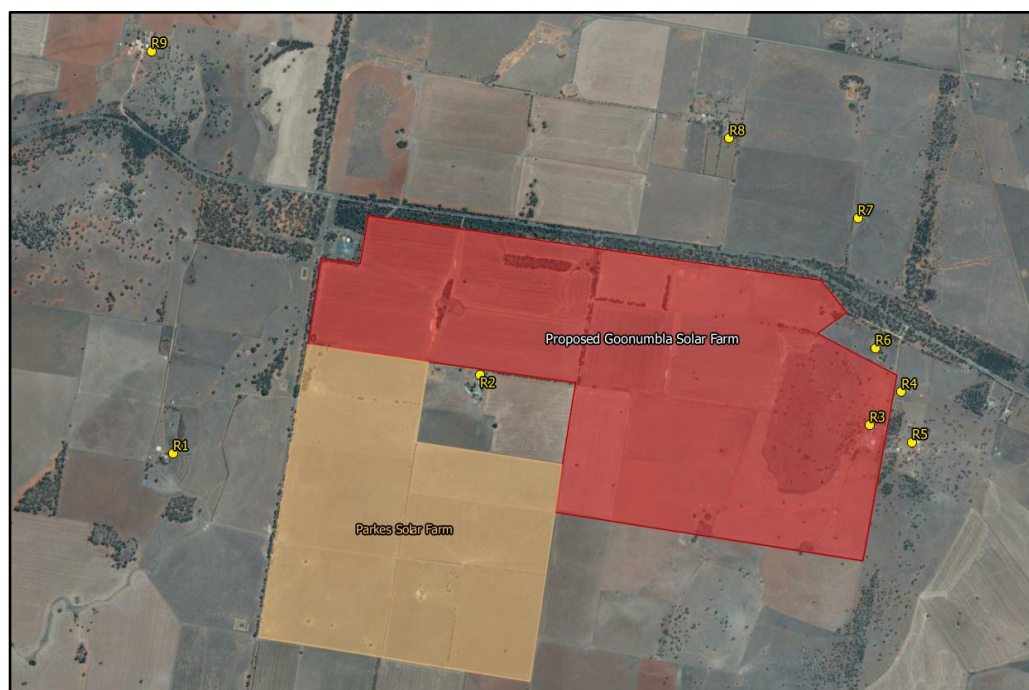 R9
R8
R7
Proposed Goonumbla Solar Farm
R6
R2
R4
R3
R5
R1
Parkes Solar Farm